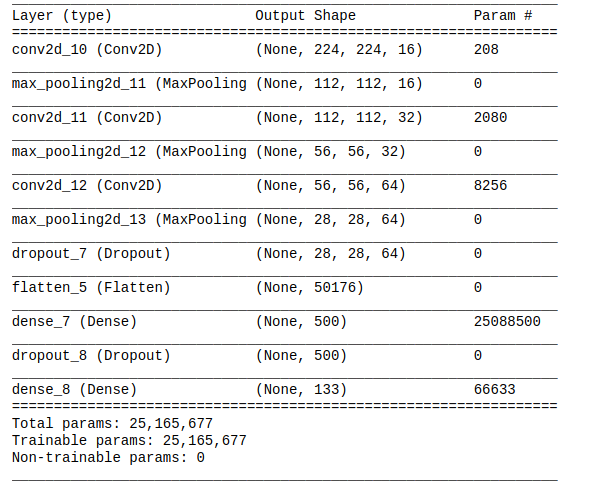 Layer (type) Output Shape Param #
=================================================================
conv2d_10 (Conv2D) (None, 224, 224, 16) 208
_________________________________________________________________
max_pooling2d_11 (MaxPooling (None, 112, 112, 16) 0
_________________________________________________________________
conv2d_11 (Conv2D) (None, 112, 112, 32) 2080
_________________________________________________________________
max_pooling2d_12 (MaxPooling (None, 56, 56, 32) 0
_________________________________________________________________
conv2d_12 (Conv2D) (None, 56, 56, 64) 8256
_________________________________________________________________
max_pooling2d_13 (MaxPooling (None, 28, 28, 64) 0
_________________________________________________________________
dropout_7 (Dropout) (None, 28, 28, 64) 0
_________________________________________________________________
flatten_5 (Flatten) (None, 50176) 0
_________________________________________________________________
dense_7 (Dense) (None, 500) 25088500
_________________________________________________________________
dropout_8 (Dropout) (None, 500) 0
_________________________________________________________________
dense_8 (Dense) (None, 133) 66633
=================================================================
Total params: 25,165,677
Trainable params: 25,165,677
Non-trainable params: 0
_________________________________________________________________